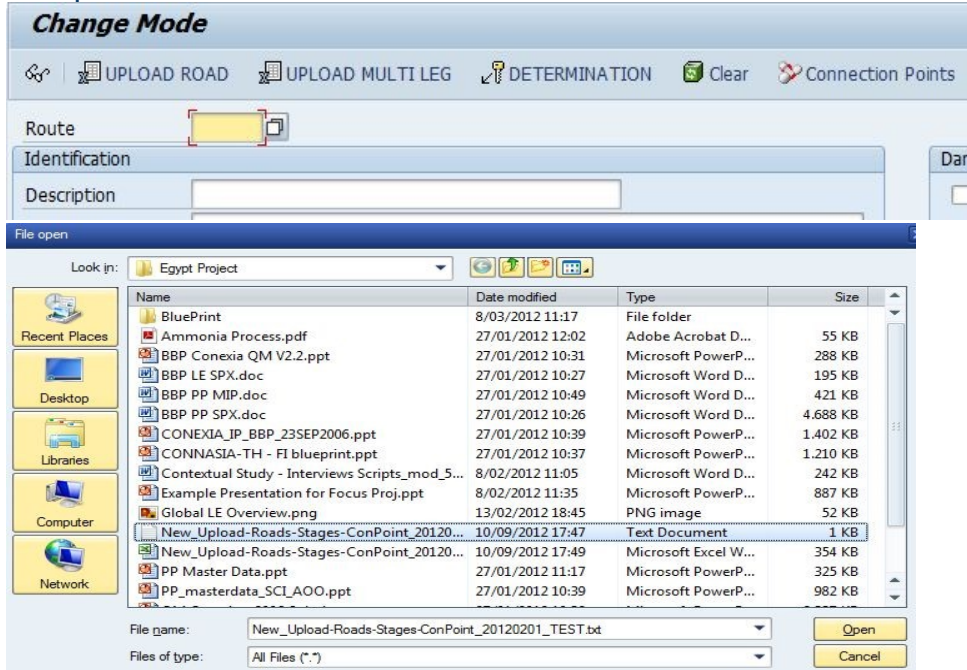 Change Mode
UPLOAD ROAD UPLOAD MULTI LEG DETERMINATION Clear Connection Points
Route
Identification Dan
Description
File open
Look in: Egypt Project
Name Date modified Type Size
Recent Places
Desktop
Libraries
Computer
Network
BluePrint 8/03/2012 11:17 File folder
Ammonia Process.pdf 27/01/2012 12:02 Adobe Acrobat D... 55 KB
BBP Conexia QM V2.2.ppt 27/01/2012 10:31 Microsoft PowerP... 288 KB
BBP LE SPX.doc 27/01/2012 10:27 Microsoft Word D... 195 KB
BBP PP MIP.doc 27/01/2012 10:49 Microsoft Word D... 421 KB
BBP PP SPX.doc 27/01/2012 10:26 Microsoft Word D... 4.688 KB
CONEXIA_IP_BBP_23SEP2006.ppt 27/01/2012 10:39 Microsoft PowerP... 1.402 KB
CONNASIA-TH - FI blueprint.ppt 27/01/2012 10:37 Microsoft PowerP... 1.210 KB
Contextual Study - Interviews Scripts_mod_5... 8/02/2012 11:05 Microsoft Word D... 242 KB
Example Presentation for Focus Proj.ppt 8/02/2012 11:35 Microsoft PowerP... 887 KB
Global LE Overview.png 13/02/2012 18:45 PNG image 52 KB
New_Upload-Roads-Stages-ConPoint_20120... 10/09/2012 17:47 Text Document 1 KB
New_Upload-Roads-Stages-ConPoint_20120... 10/09/2012 17:49 Microsoft Excel W... 354 KB
PP Master Data.ppt 27/01/2012 11:17 Microsoft PowerP... 325 KB
PP_masterdata_SCI_AOO.ppt 27/01/2012 10:39 Microsoft PowerP... 982 KB
File name: New_Upload-Roads-Stages-ConPoint_20120201_TEST.txt Open
Files of type: All Files (*.*) Cancel